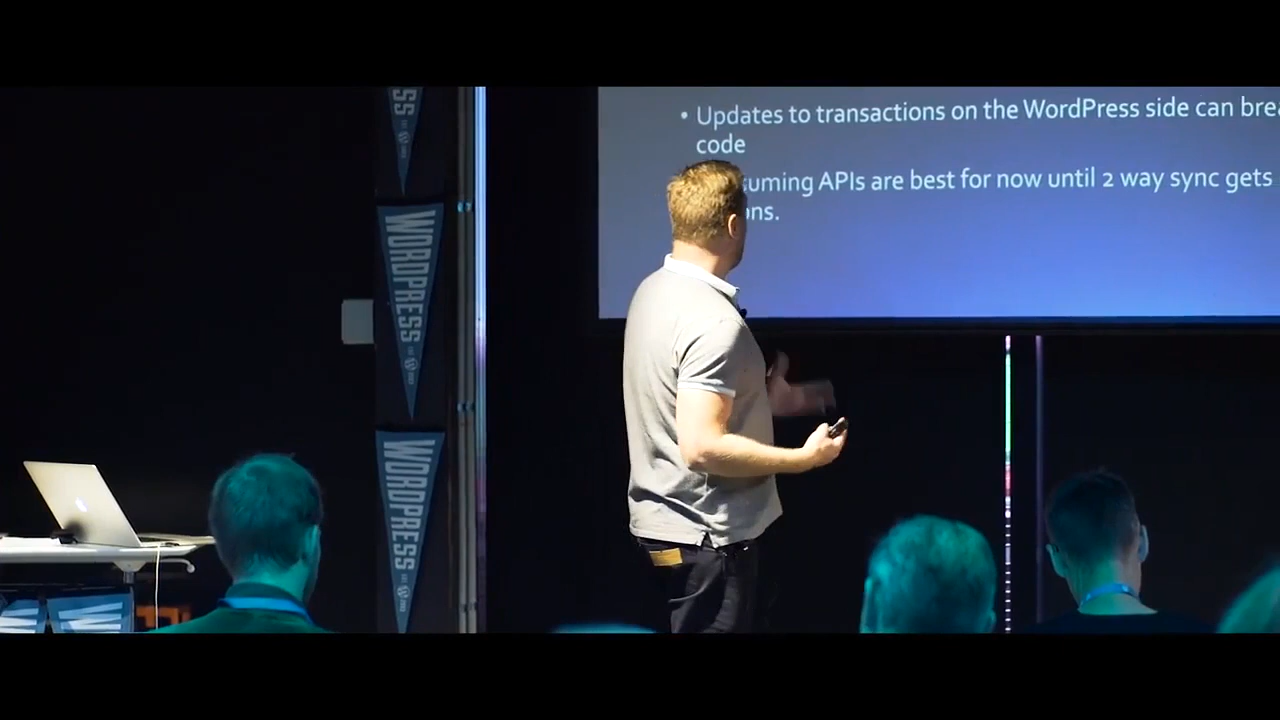 • Updates to transactions on the WordPress side can brea
code
suming APIs are best for now until 2 way sync gets
ons.
SS
WORDPRESS
WORDPRESS